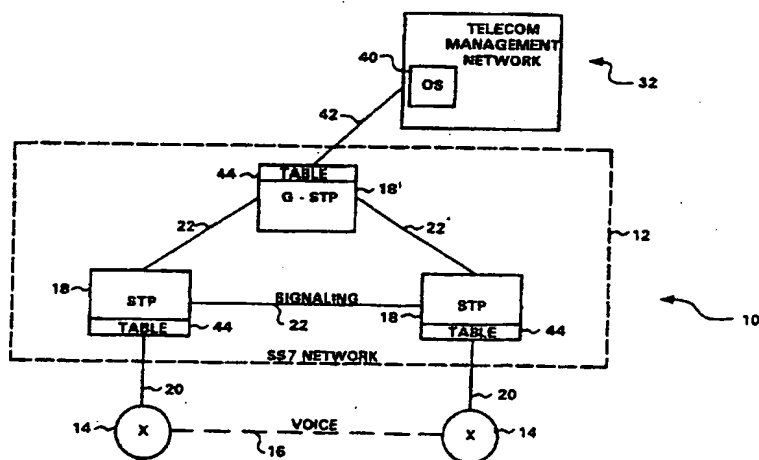 TELECOM
MANAGEMENT
NETWORK
40
OS
32
42
44
TABLE
G - STP
18'
22
22
12
18
STP
SIGNALING
22
18
STP
TABLE
44
TABLE
44
10
SS7 NETWORK
20
20
14
X
VOICE
16
X
14